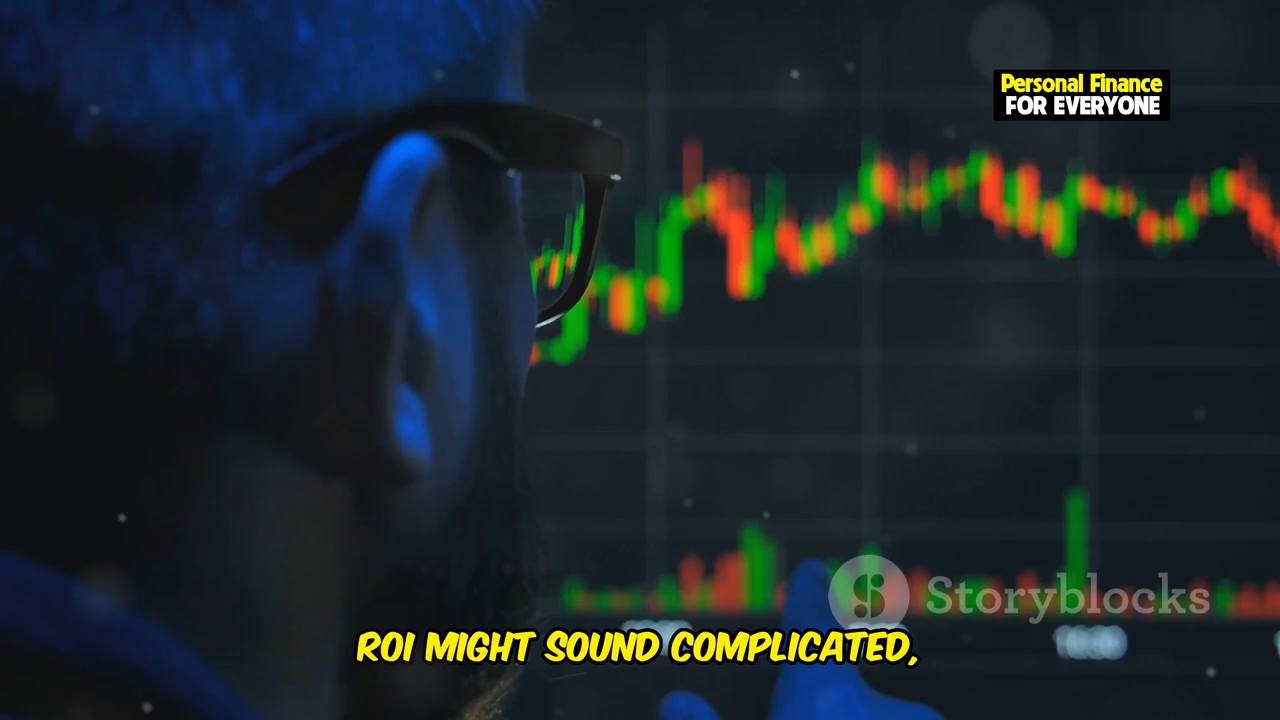 Personal Finance
FOR EVERYONE
Storyblocks
ROI MIGHT SOUND COMPLICATED,